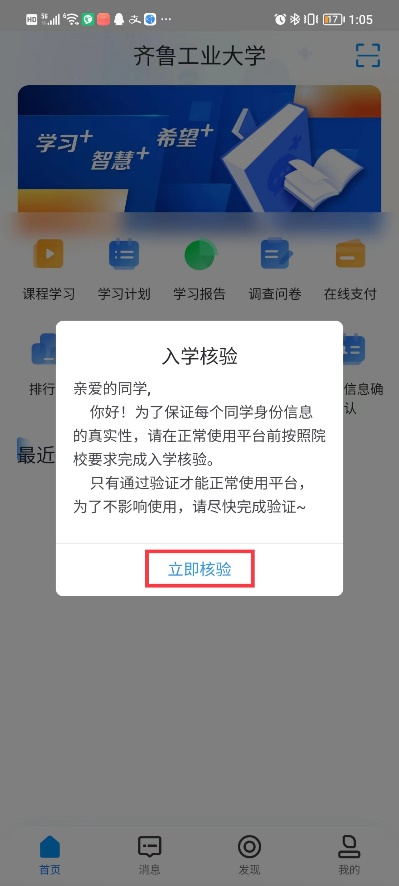 HD 5G 6 17 1:05
齐鲁工业大学
学习+
智慧+
希望+
课程学习 学习计划 学习报告 调查问卷 在线支付
排行
信息确
认
最近
入学核验
亲爱的同学,
你好！为了保证每个同学身份信息
的真实性，请在正常使用平台前按照院
校要求完成入学核验。
只有通过验证才能正常使用平台，
为了不影响使用，请尽快完成验证~
立即核验
首页 消息 发现 我的